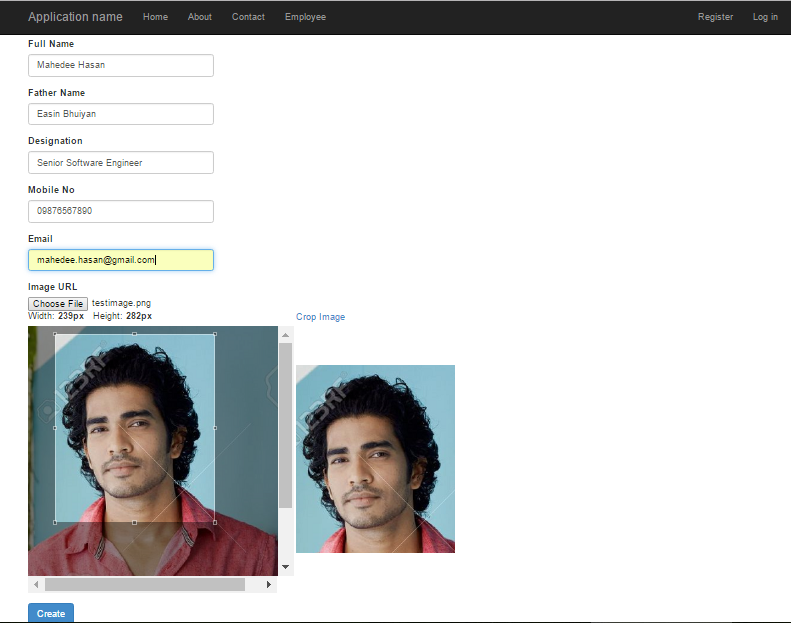 Application name Home About Contact Employee Register Log in
Full Name
Mahedee Hasan
Father Name
Easin Bhuiyan
Designation
Senior Software Engineer
Mobile No
09876567890
Email
mahedee.hasan@gmail.com
Image URL
Choose File testimage.png
Width: 239px Height: 282px
Crop Image
Create